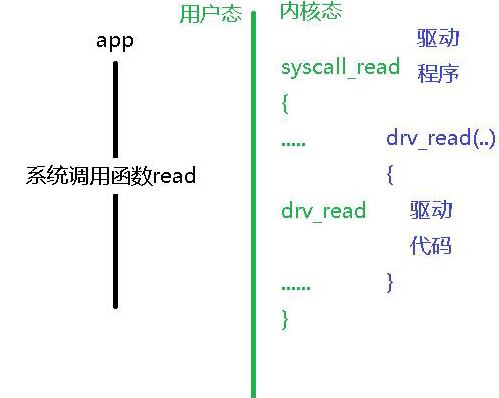 用户态
内核态
app
驱动
程序
syscall_read
{
.....
drv_read(..)
{
系统调用函数read
drv_read
驱动
代码
......
}
}